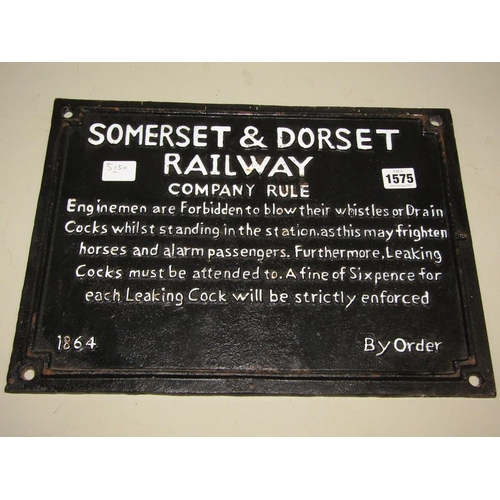 SOMERSET & DORSET
RAILWAY
COMPANY RULE
Enginemen are Forbidden to blow their whistles or Drain
Cocks whilst standing in the station.as this may frighten
horses and alarm passengers. Furthermore, Leaking
Cocks must be attended to. A fine of Sixpence for
each Leaking Cock will be strictly enforced
1864 By Order
1575